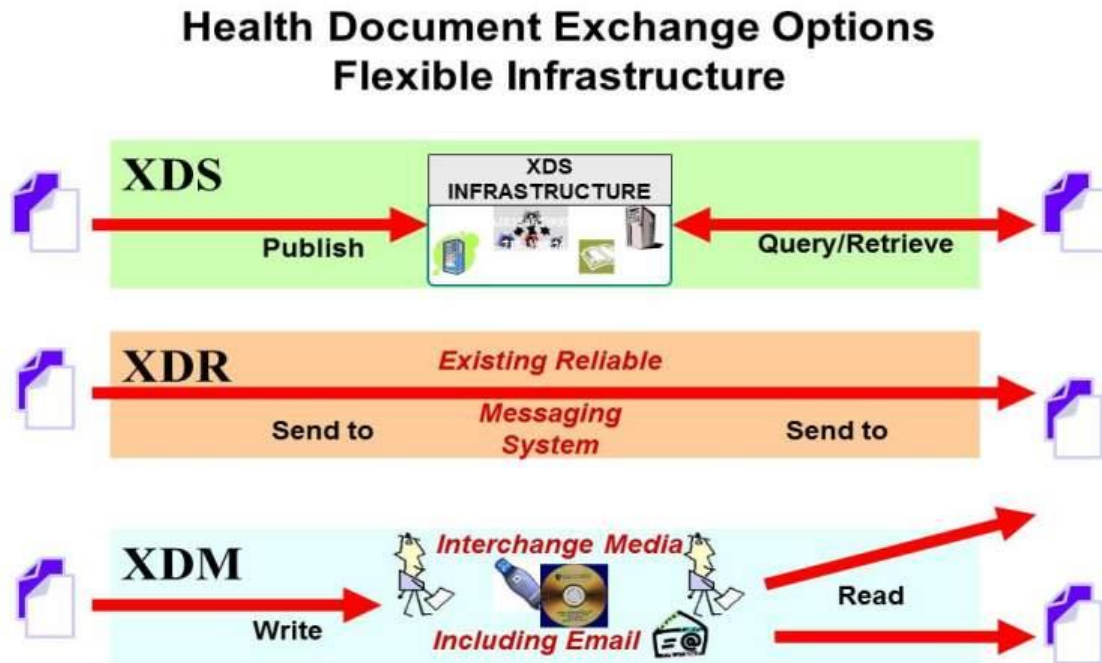 Health Document Exchange Options
Flexible Infrastructure
XDS
XDS
INFRASTRUCTURE
Publish
Query/Retrieve
XDR
Existing Reliable
Messaging
System
Send to
Send to
XDM
Interchange Media
Including Email
Write
Read